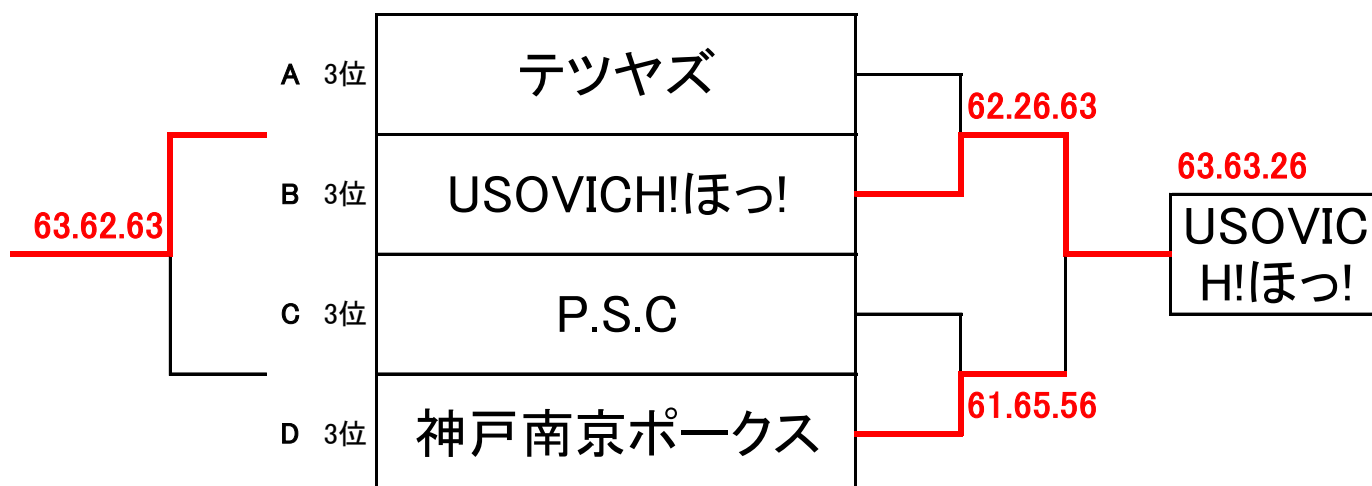 A 3位 テツヤズ
62.26.63
63.63.26
B 3位 USOVICH!ほっ!
USOVIC
H!ほっ!
63.62.63
C 3位 P.S.C
61.65.56
D 3位 神戸南京ポークス